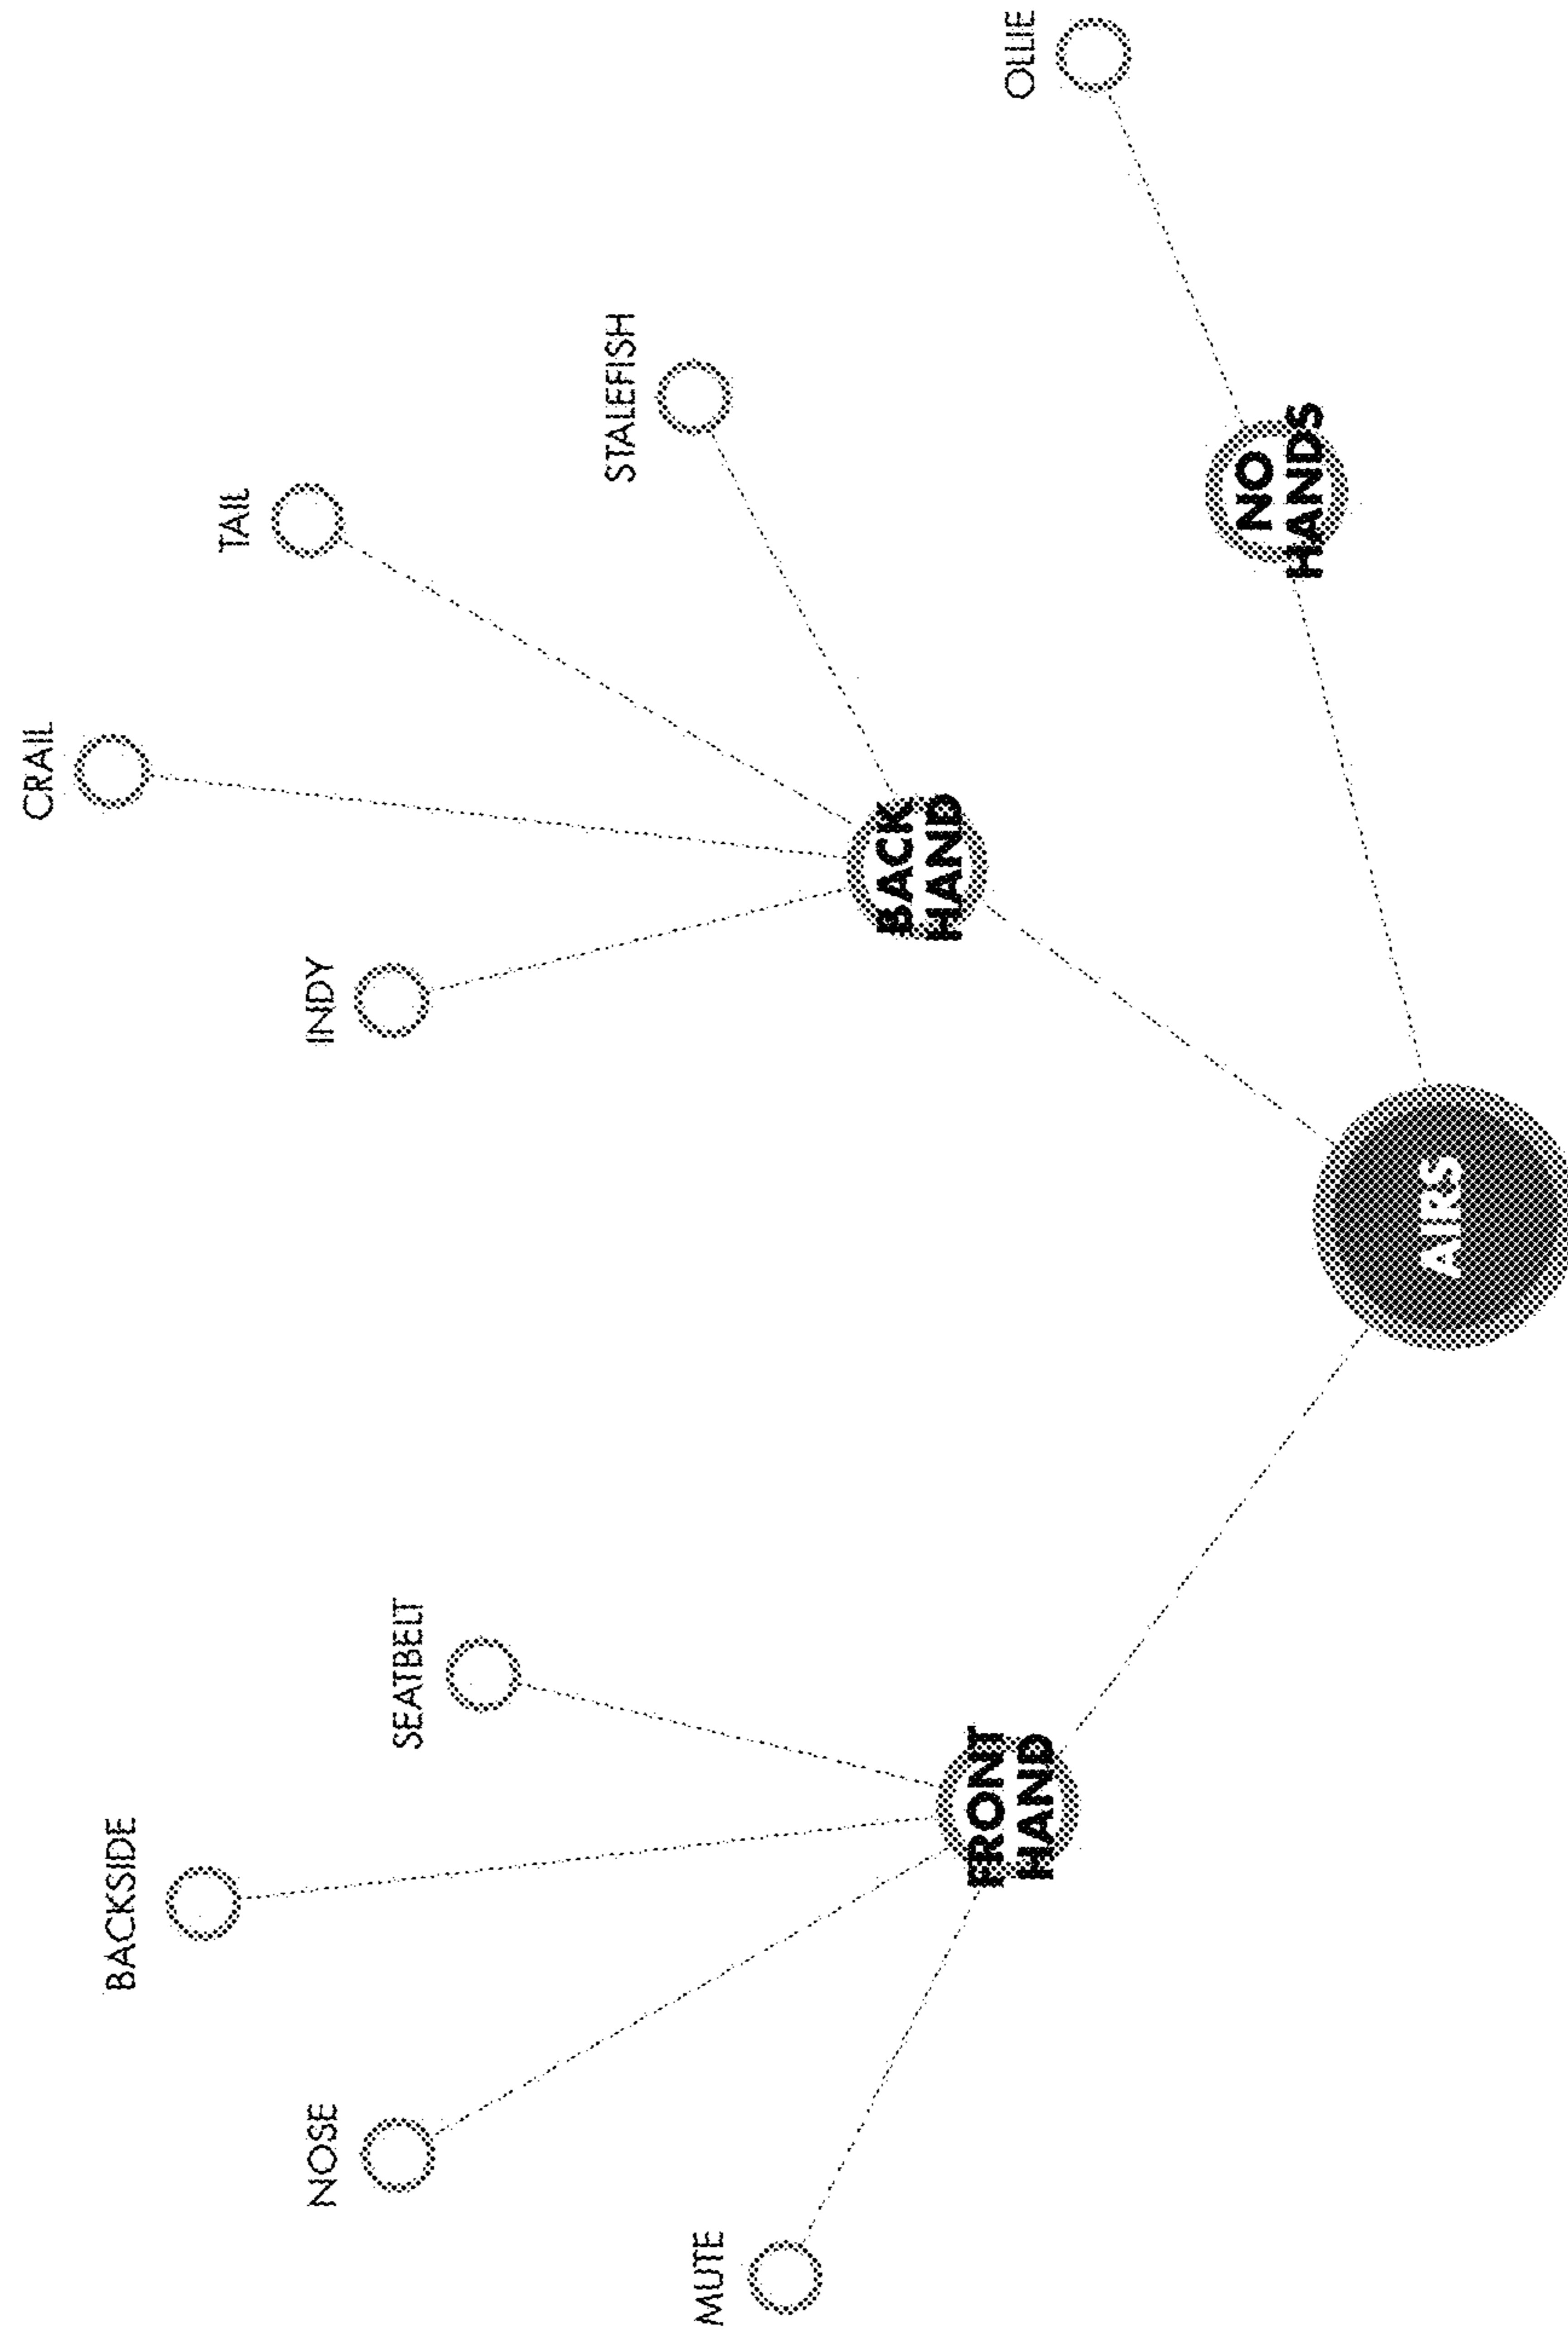 MUTE
NOSE
BACKSIDE
SEATBELT
FRONT
HAND
INDY
CRAIL
TAIL
STALEFISH
BACK
HAND
OLLIE
NO
HANDS
AIRS